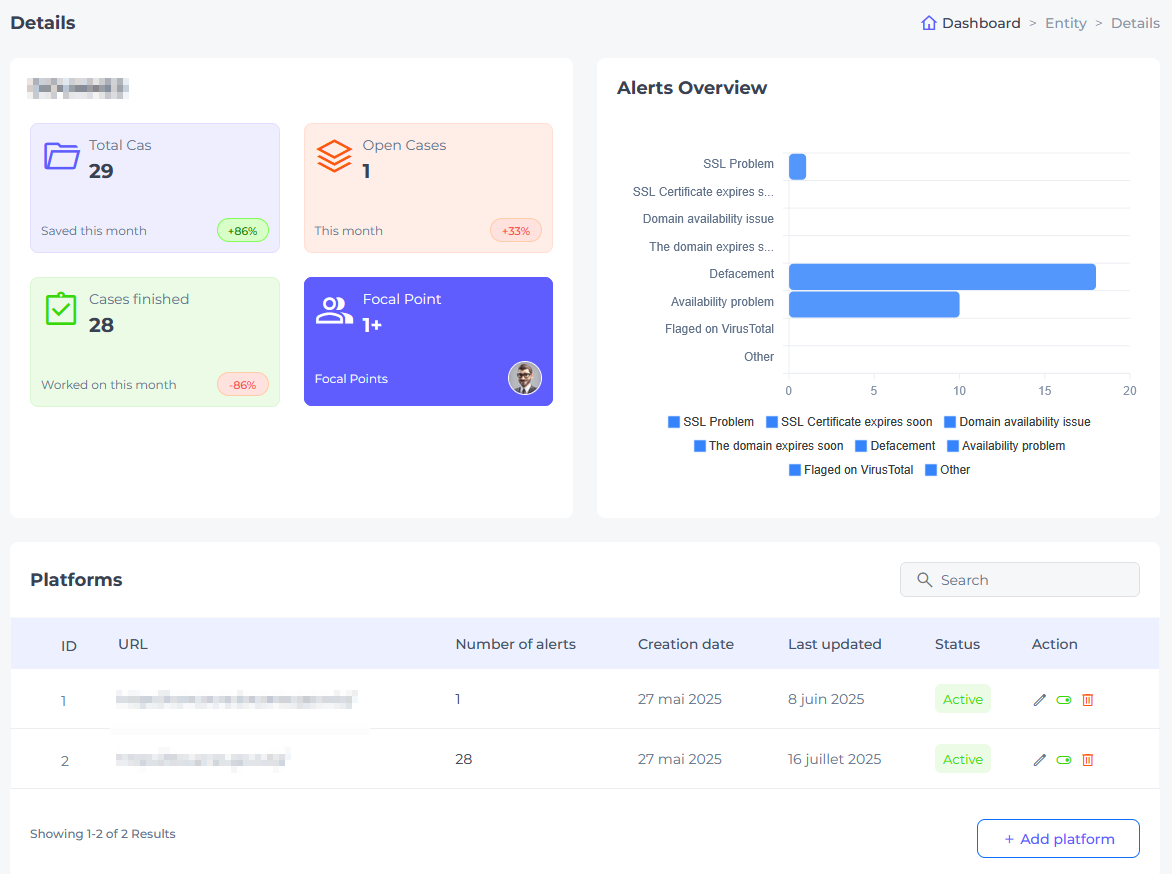 Details
Dashboard > Entity > Details
Total Cas
29
Saved this month
+86%
Open Cases
1
This month
+33%
Cases finished
28
Worked on this month
-86%
Focal Point
1+
Focal Points
Alerts Overview
SSL Problem
SSL Certificate expires s...
Domain availability issue
The domain expires s...
Defacement
Availability problem
Flaged on VirusTotal
Other
0 5 10 15 20
SSL Problem SSL Certificate expires soon Domain availability issue
The domain expires soon Defacement Availability problem
Flaged on VirusTotal Other
Platforms
Search
ID URL Number of alerts Creation date Last updated Status Action
1 1 27 mai 2025 8 juin 2025 Active
2 28 27 mai 2025 16 juillet 2025 Active
Showing 1-2 of 2 Results
+ Add platform